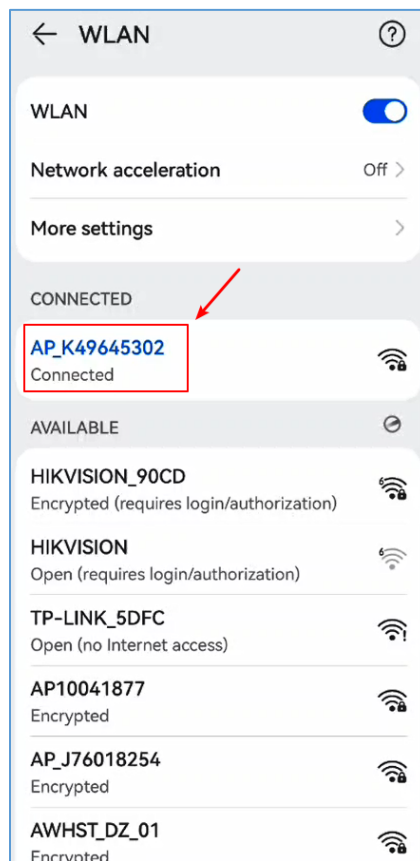 WLAN
WLAN
Network acceleration Off
More settings
CONNECTED
AP_K49645302
Connected
AVAILABLE
HIKVISION_90CD
Encrypted (requires login/authorization)
HIKVISION
Open (requires login/authorization)
TP-LINK_5DFC
Open (no Internet access)
AP10041877
Encrypted
AP_J76018254
Encrypted
AWHST_DZ_01
Encrypted